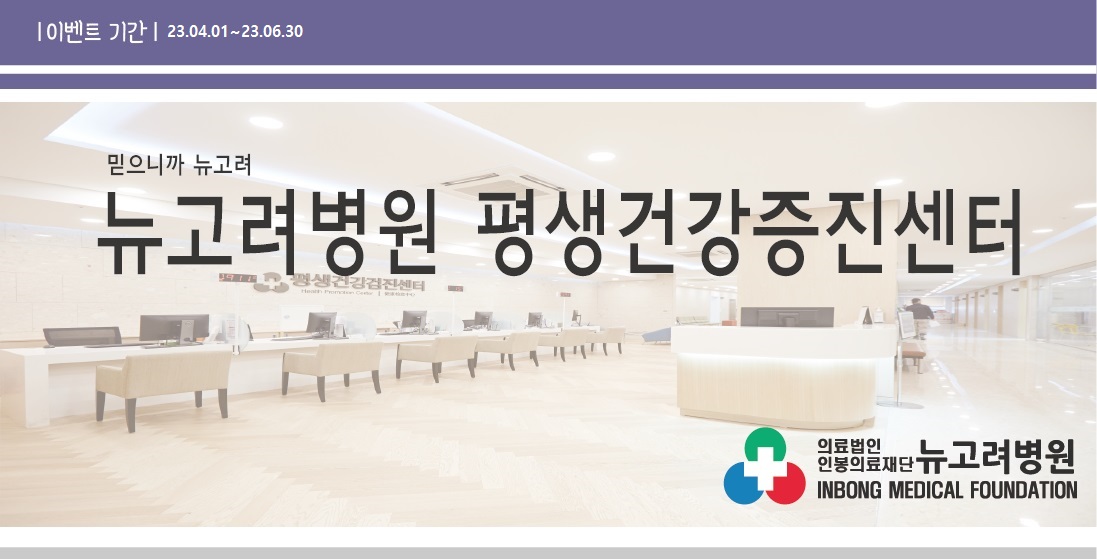 |이벤트 기간| 23.04.01~23.06.30
믿으니까 뉴고려
뉴고려병원 평생건강증진센터
평생건강검진센터
Health Promotion Center
의료법인
인봉의료재단 뉴고려병원
INBONG MEDICAL FOUNDATION